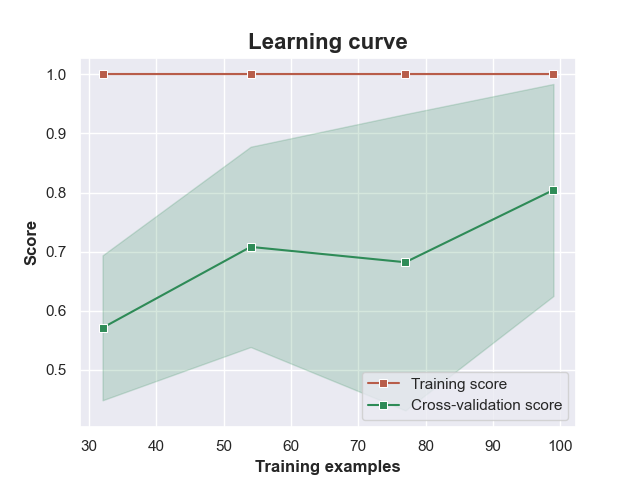 Learning curve
1.0
0.9
0.8
0.7
0.6
0.5
Score
Training score
Cross-validation score
30 40 50 60 70 80 90 100
Training examples